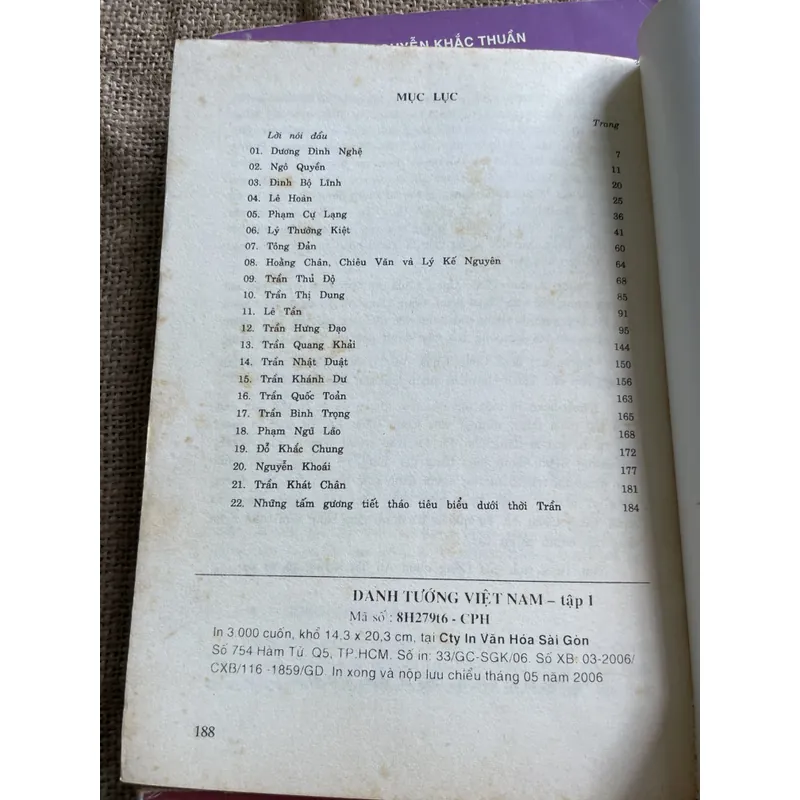 NGUYỄN KHẮC THUẦN
MỤC LỤC
Trang
Lời nói đầu
01. Dương Đình Nghệ 7
02. Ngô Quyền 11
03. Đinh Bộ Lĩnh 20
04. Lê Hoàn 25
05. Phạm Cự Lạng 36
06. Lý Thường Kiệt 41
07. Tông Đản 60
08. Hoằng Chân, Chiêu Văn và Lý Kế Nguyên 64
09. Trần Thủ Độ 68
10. Trần Thị Dung 85
11. Lê Tần 91
12. Trần Hưng Đạo 95
13. Trần Quang Khải 144
14. Trần Nhật Duật 150
15. Trần Khánh Dư 156
16. Trần Quốc Toản 163
17. Trần Bình Trọng 165
18. Phạm Ngũ Lão 168
19. Đỗ Khắc Chung 172
20. Nguyễn Khoái 177
21. Trần Khát Chân 181
22. Những tấm gương tiết tháo tiêu biểu dưới thời Trần 184
DANH TƯỚNG VIỆT NAM – tập 1
Mã số : 8H279t6 - CPH
In 3.000 cuốn, khổ 14,3 x 20,3 cm, tại Cty In Văn Hóa Sài Gòn
Số 754 Hàm Tử. Q5, TP.HCM. Số in: 33/GC-SGK/06. Số XB: 03-2006/
CXB/116 -1859/GD. In xong và nộp lưu chiểu tháng 05 năm 2006
188